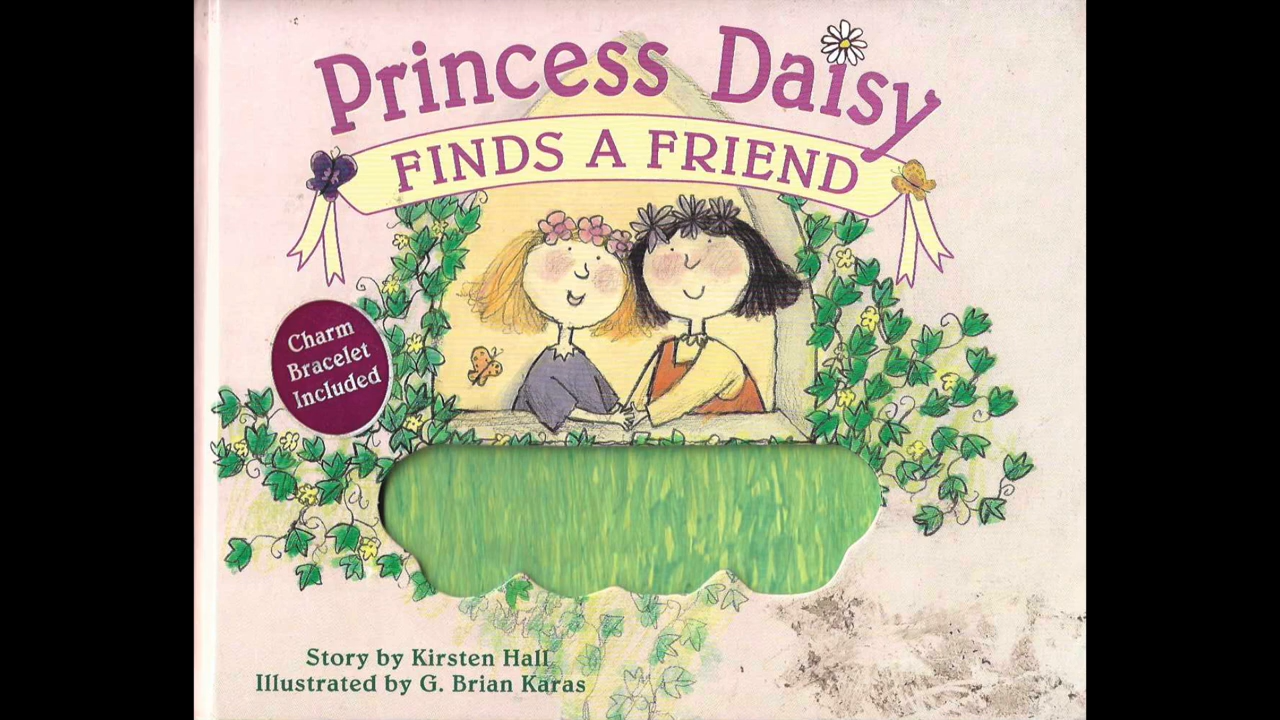 Princess Daisy
FINDS A FRIEND
Charm
Bracelet
Included
Story by Kirsten Hall
Illustrated by G. Brian Karas